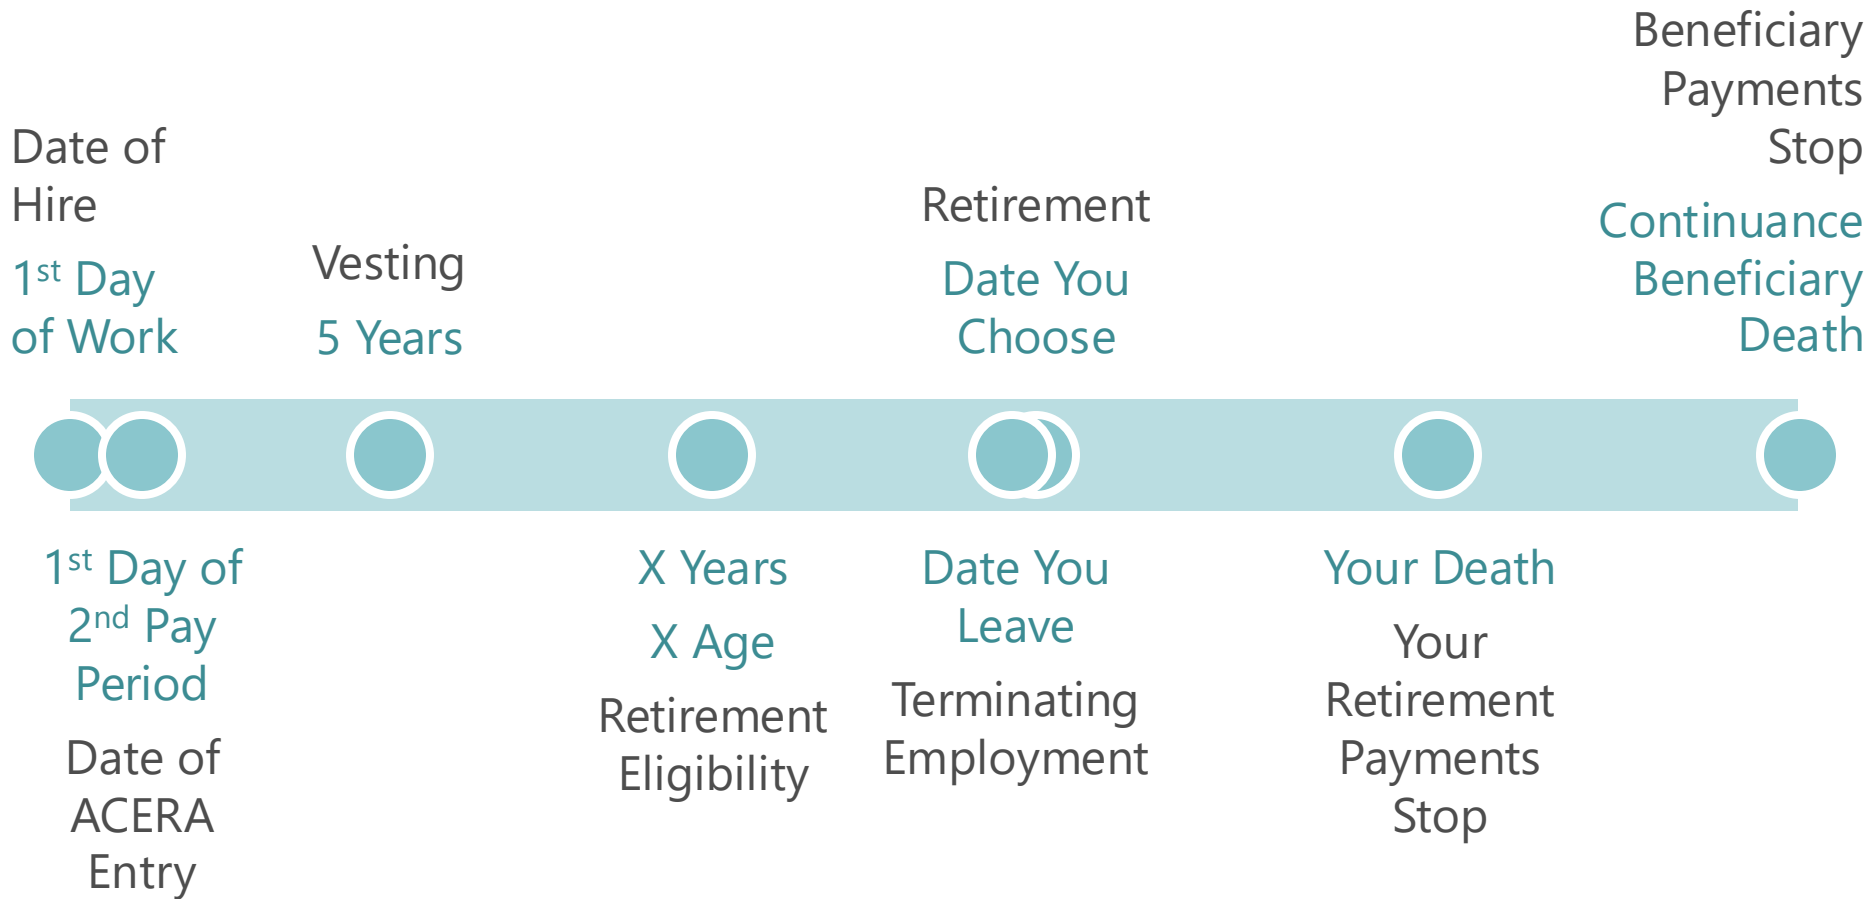 Date of
Hire
1st Day
of Work
1st Day of
2nd Pay
Period
Date of
ACERA
Entry
Vesting
5 Years
X Years
X Age
Retirement
Eligibility
Retirement
Date You
Choose
Date You
Leave
Terminating
Employment
Your Death
Your
Retirement
Payments
Stop
Beneficiary
Payments
Stop
Continuance
Beneficiary
Death